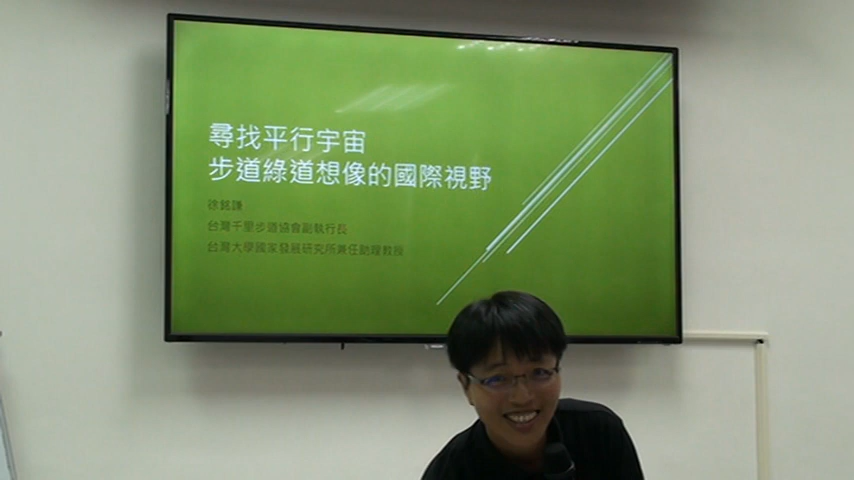 尋找平行宇宙
步道綠道想像的國際視野
徐銘謙
台灣千里步道協會副執行長
台灣大學國家發展研究所兼任助理教授